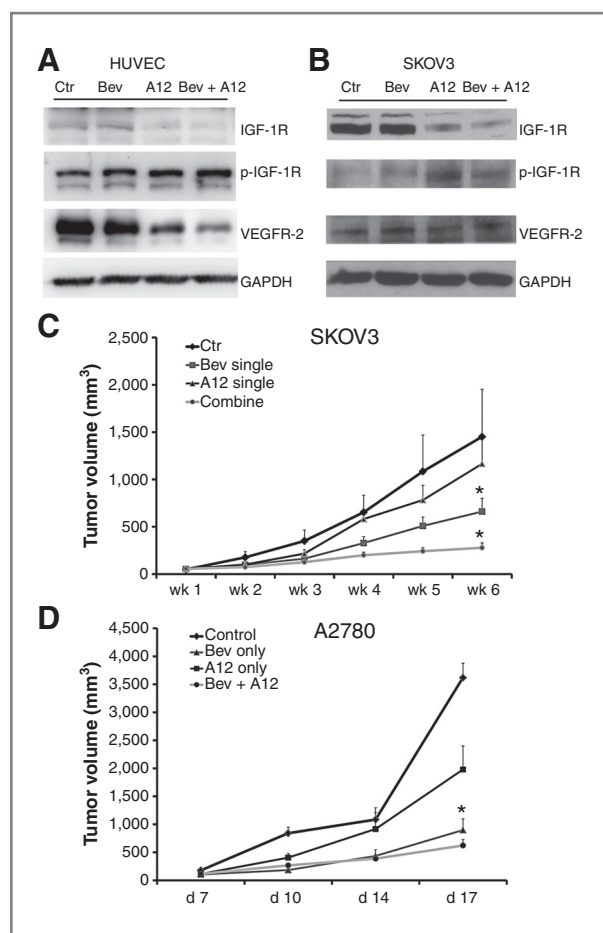 A
HUVEC
Ctr Bev A12 Bev + A12
IGF-1R
p-IGF-1R
VEGFR-2
GAPDH
B
SKOV3
Ctr Bev A12 Bev + A12
IGF-1R
p-IGF-1R
VEGFR-2
GAPDH
C
SKOV3
Tumor volume (mm³)
2,500
2,000
1,500
1,000
500
0
Ctr
Bev single
A12 single
Combine
*
*
wk 1 wk 2 wk 3 wk 4 wk 5 wk 6
D
A2780
Tumor volume (mm³)
4,500
4,000
3,500
3,000
2,500
2,000
1,500
1,000
500
0
Control
Bev only
A12 only
Bev + A12
*
d 7 d 10 d 14 d 17